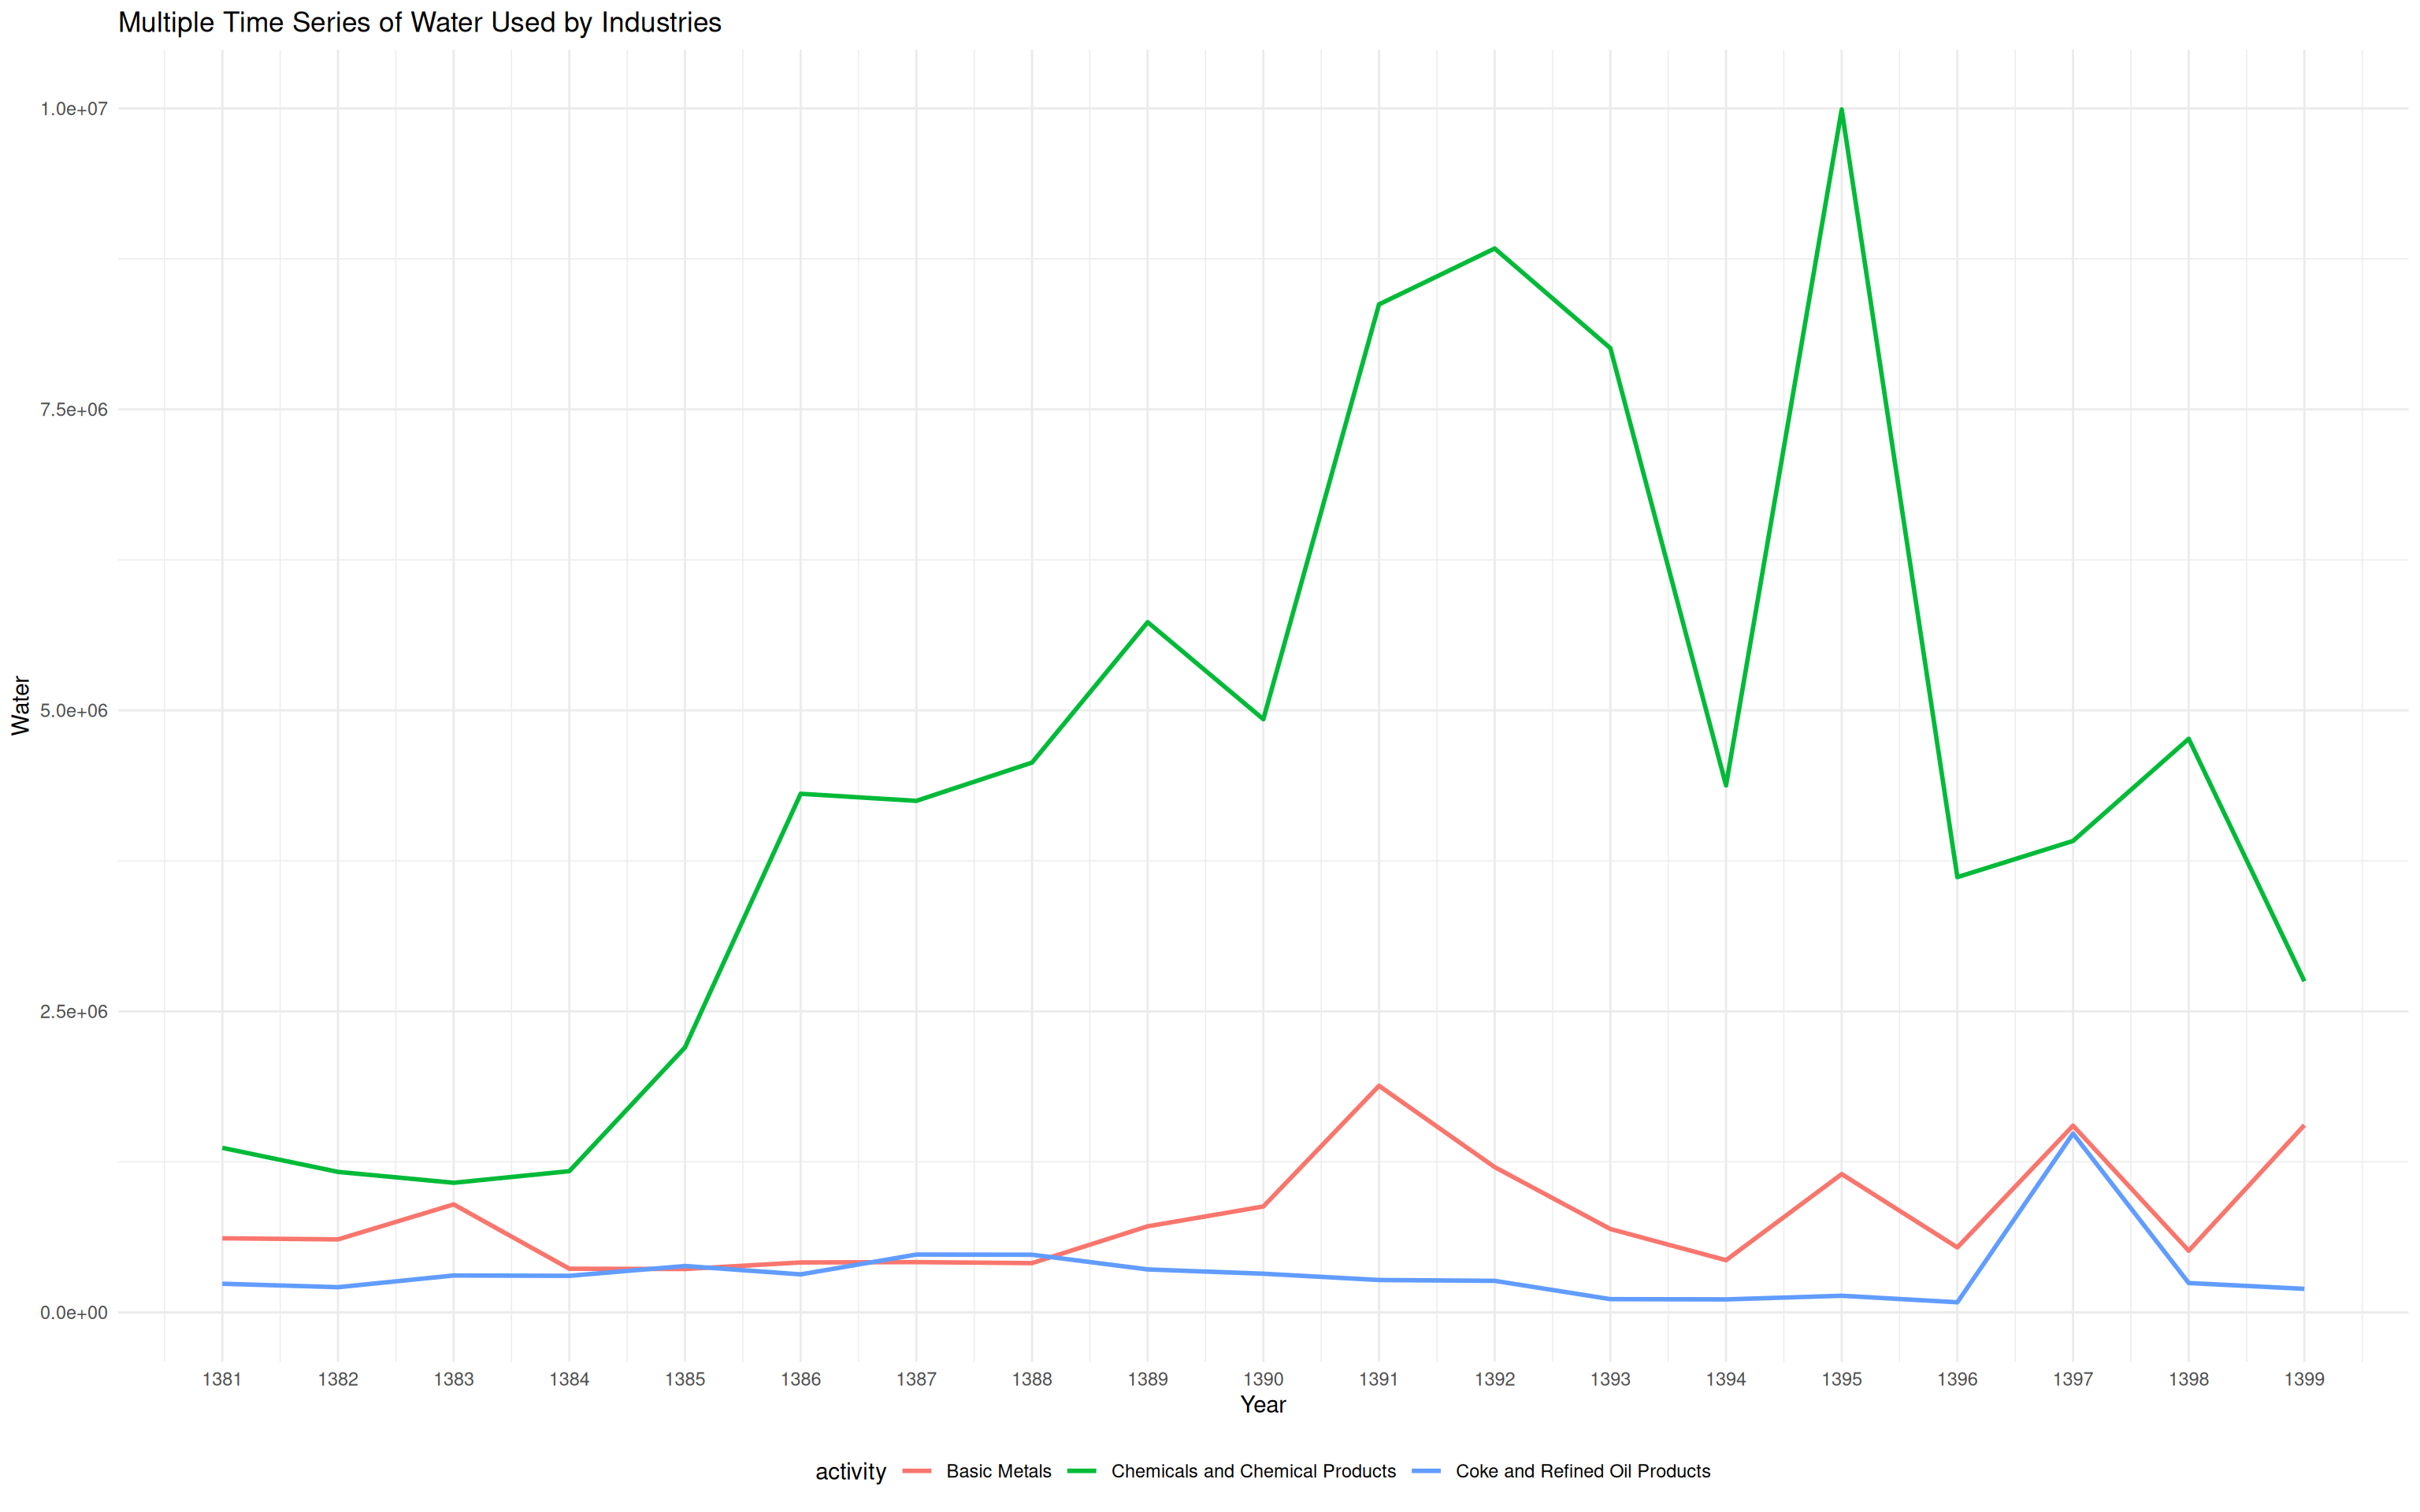 Multiple Time Series of Water Used by Industries
1.0e+07
7.5e+06
5.0e+06
2.5e+06
0.0e+00
Water
1381 1382 1383 1384 1385 1386 1387 1388 1389 1390 1391 1392 1393 1394 1395 1396 1397 1398 1399
Year
activity Basic Metals Chemicals and Chemical Products Coke and Refined Oil Products